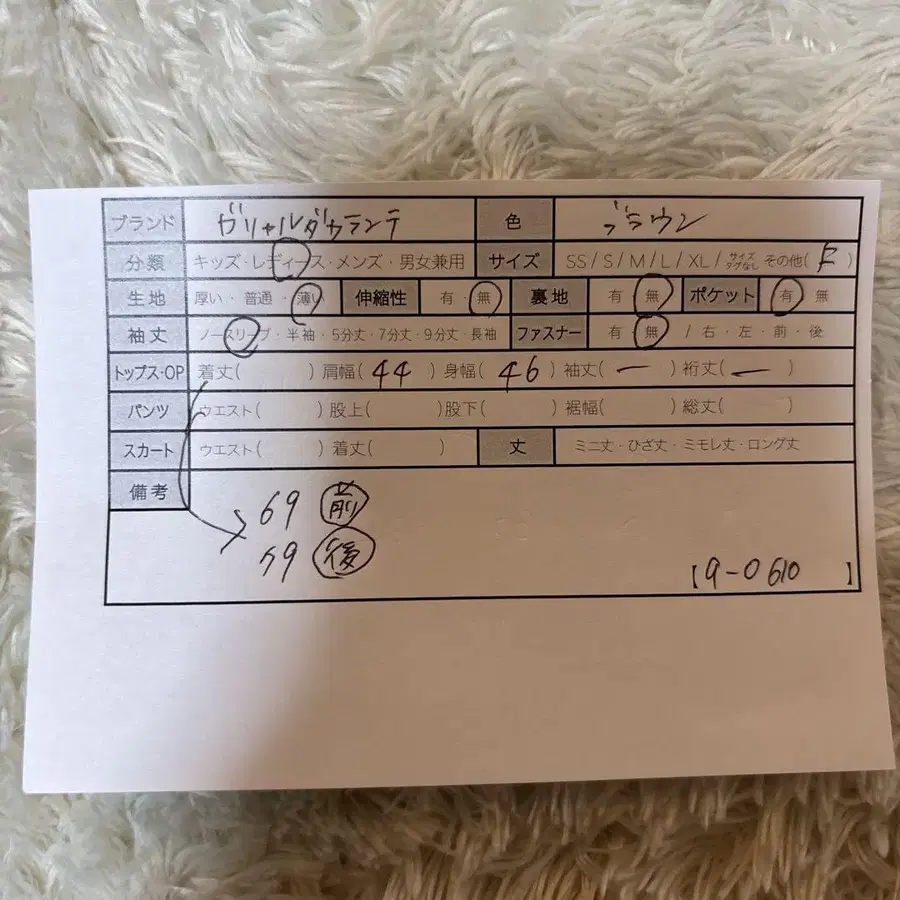 ブランド ガリャルダガランテ 色 ブラウン
分類 キッズ・レディース・メンズ・男女兼用 サイズ SS/S/M/L/XL/サイズタグなし その他(F)
生地 厚い・普通・薄い 伸縮性 有・無 裏地 有・無 ポケット 有・無
袖丈 ノースリーブ・半袖・5分丈・7分丈・9分丈・長袖 ファスナー 有・無 /右・左・前・後
トップス・OP 着丈( ) 肩幅( 44 ) 身幅( 46 ) 袖丈( ー ) 裄丈( ー )
パンツ ウエスト( ) 股上( ) 股下( ) 裾幅( ) 総丈( )
スカート ウエスト( ) 着丈( ) 丈 ミニ丈・ひざ丈・ミモレ丈・ロング丈
備考
69 前
79 後
【9-0610 】